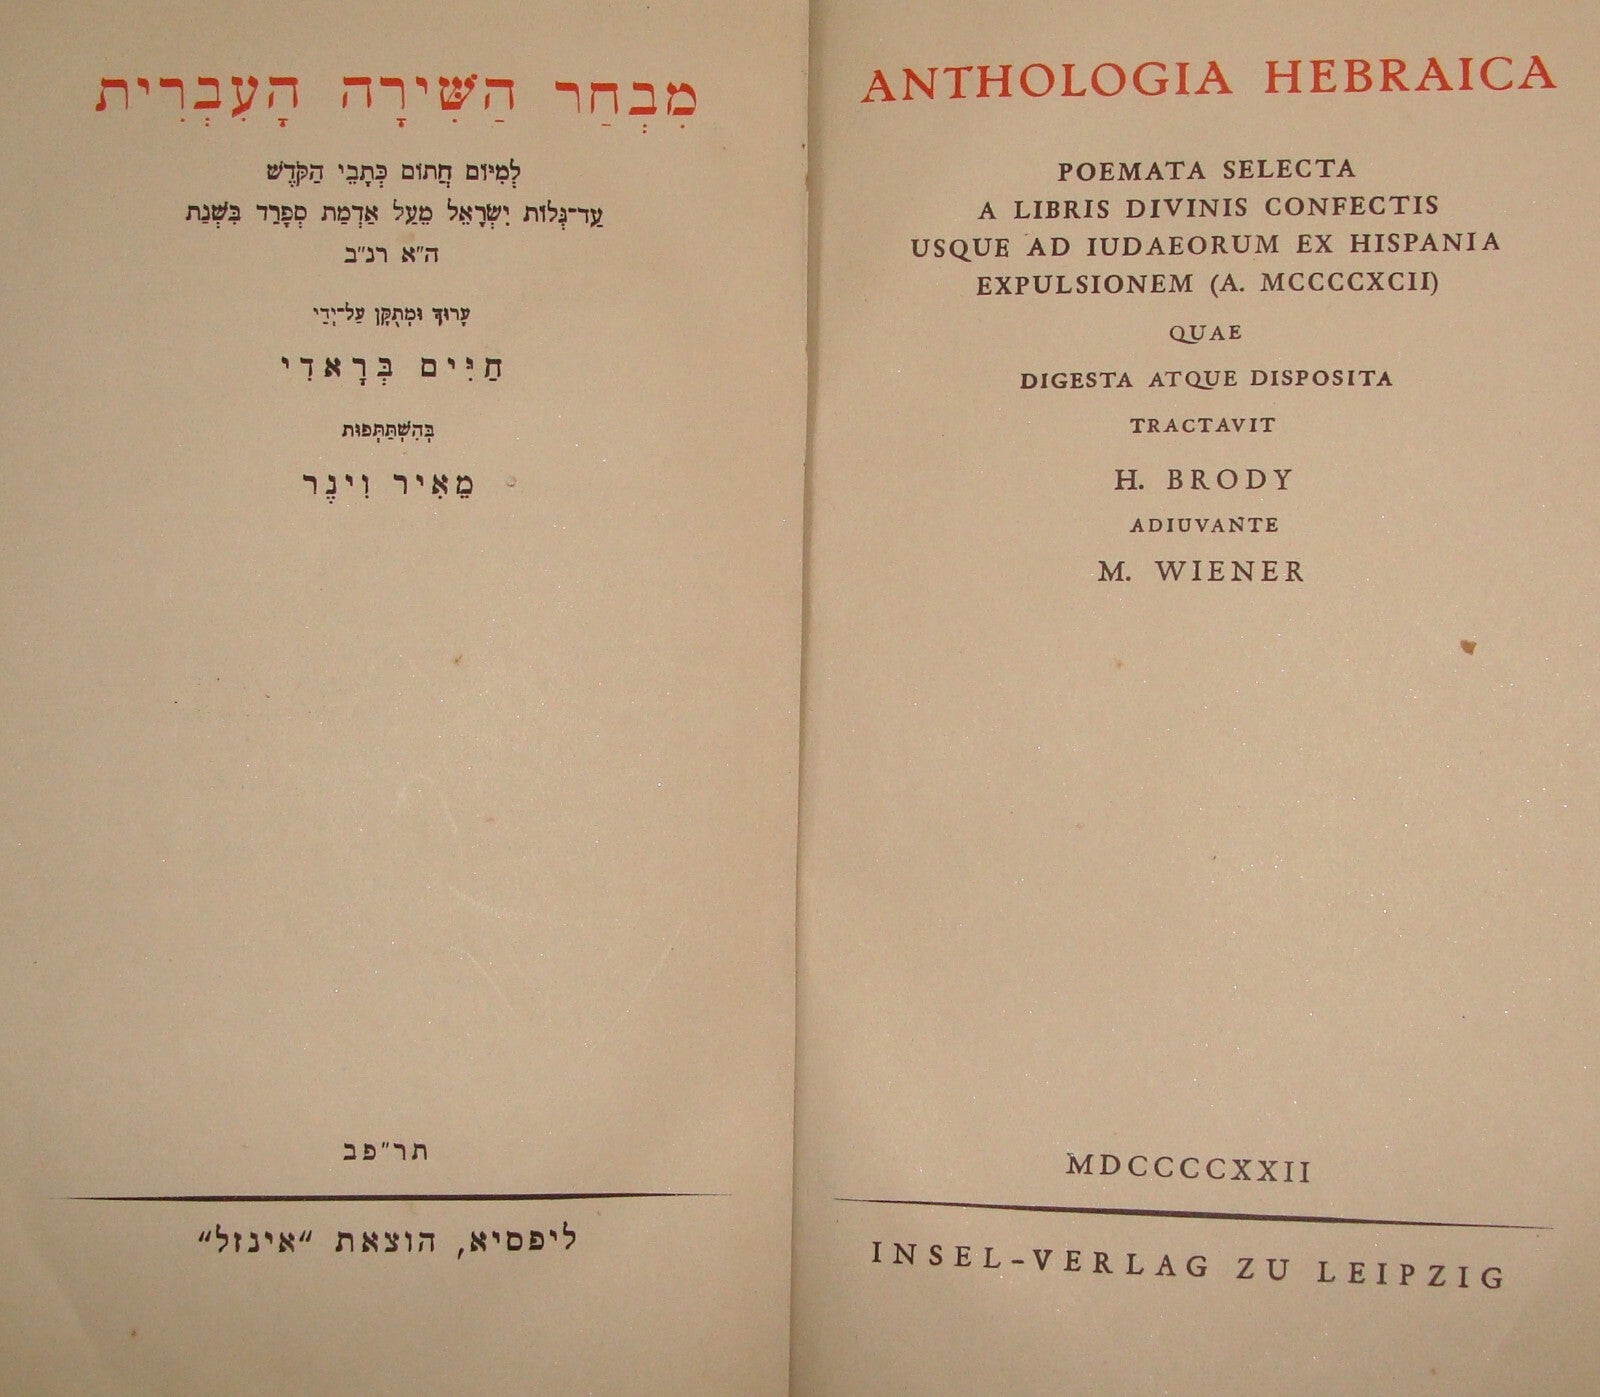 מִבְחַר הַשִּׁירָה הָעִבְרִית
לְמִיּוֹם חֲתוֹם כְּתָבֵי הַקֹּדֶשׁ
עַד־גְּלוֹת יִשְׂרָאֵל מֵעַל אַדְמַת סְפָרַד בִּשְׁנַת
ה״א רנ״ב
עָרוּךְ וּמְתֻקָּן עַל־יְדֵי
חַיִּים בְּרָאדִי
בְּהִשְׁתַּתְּפוּת
מֵאִיר וִינֶר
תר״פב
ליפסיא, הוצאת “אינזל”
ANTHOLOGIA HEBRAICA
POEMATA SELECTA
A LIBRIS DIVINIS CONFECTIS
USQUE AD IUDAEORUM EX HISPANIA
EXPULSIONEM (A. MCCCCXCII)
QUAE
DIGESTA ATQUE DISPOSITA
TRACTAVIT
H. BRODY
ADIUVANTE
M. WIENER
MDCCCCXXII
INSEL-VERLAG ZU LEIPZIG